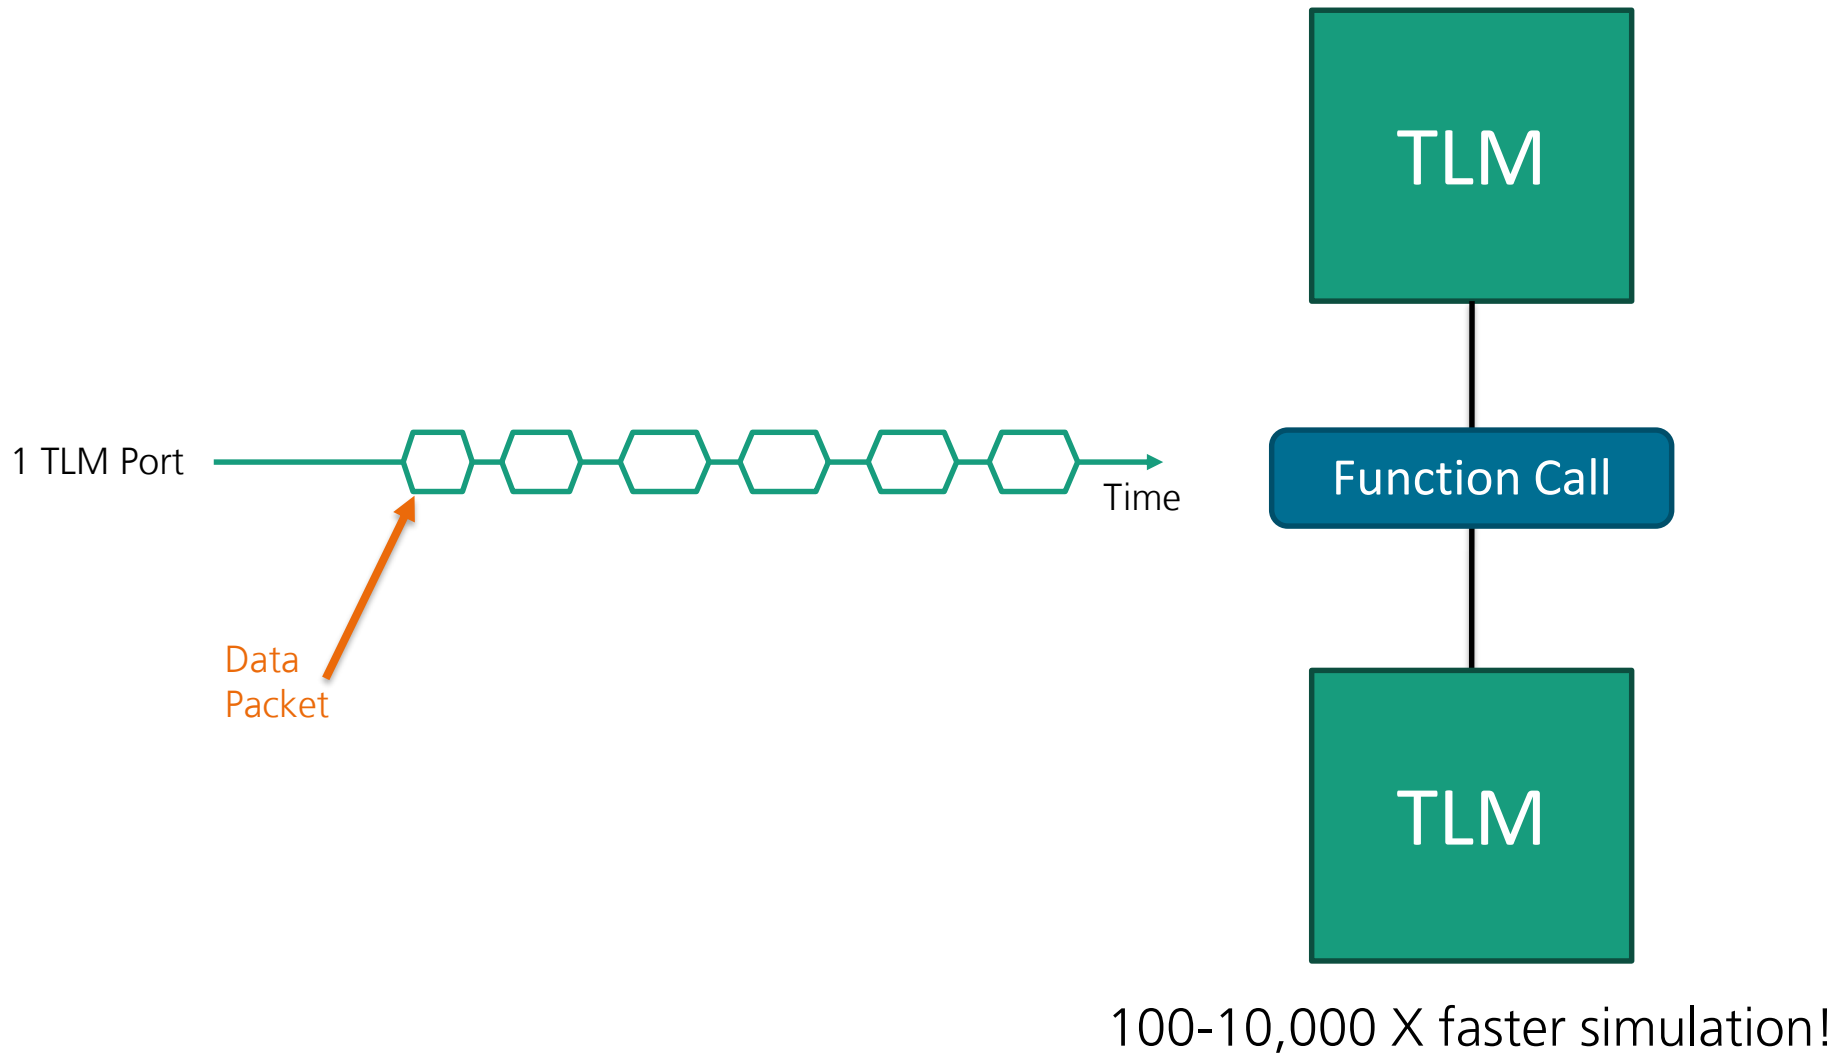 TLM
1 TLM Port
Time
Function Call
Data
Packet
TLM
100-10,000 X faster simulation!